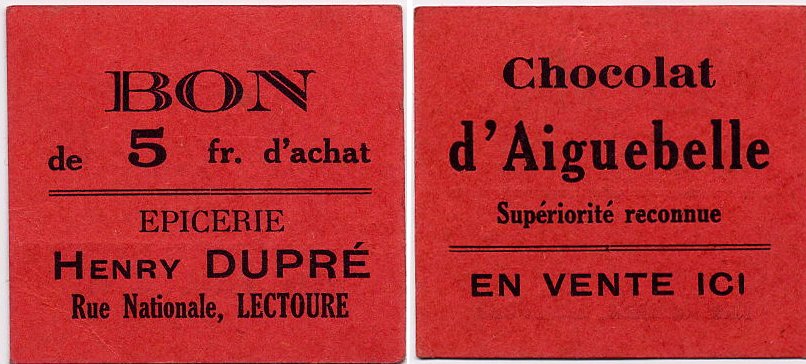 BON
de 5 fr. d'achat
EPICERIE
HENRY DUPRÉ
Rue Nationale, LECTOURE
Chocolat
d'Aiguebelle
Supériorité reconnue
EN VENTE ICI